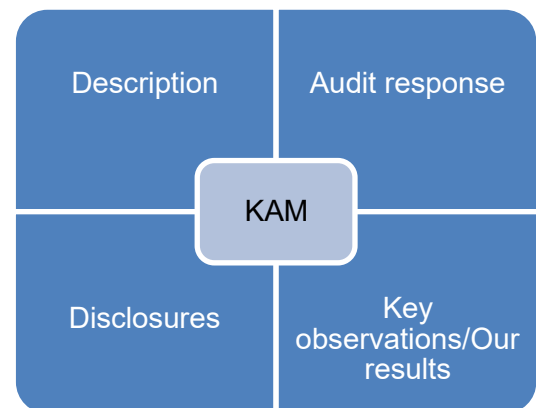 Description
Audit response
KAM
Disclosures
Key
observations/Our
results